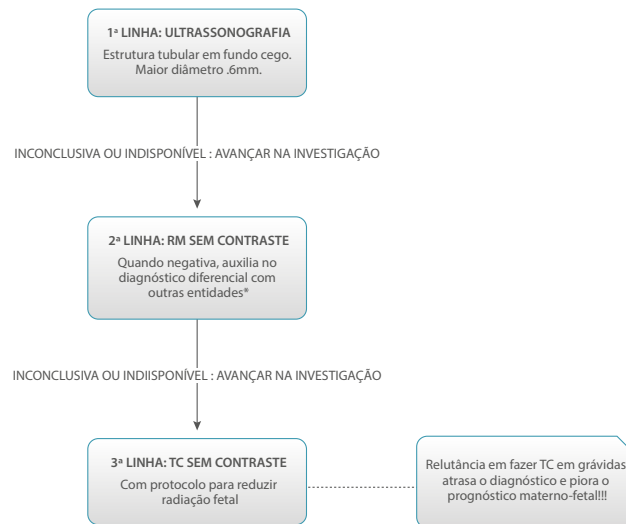 1ª LINHA: ULTRASSONOGRAFIA
Estrutura tubular em fundo cego.
Maior diâmetro .6mm.
INCONCLUSIVA OU INDISPONÍVEL : AVANÇAR NA INVESTIGAÇÃO
2ª LINHA: RM SEM CONTRASTE
Quando negativa, auxilia no
diagnóstico diferencial com
outras entidades*
INCONCLUSIVA OU INDIISPONÍVEL : AVANÇAR NA INVESTIGAÇÃO
3ª LINHA: TC SEM CONTRASTE
Com protocolo para reduzir
radiação fetal
Relutância em fazer TC em grávidas
atrasa o diagnóstico e piora o
prognóstico materno-fetal!!!